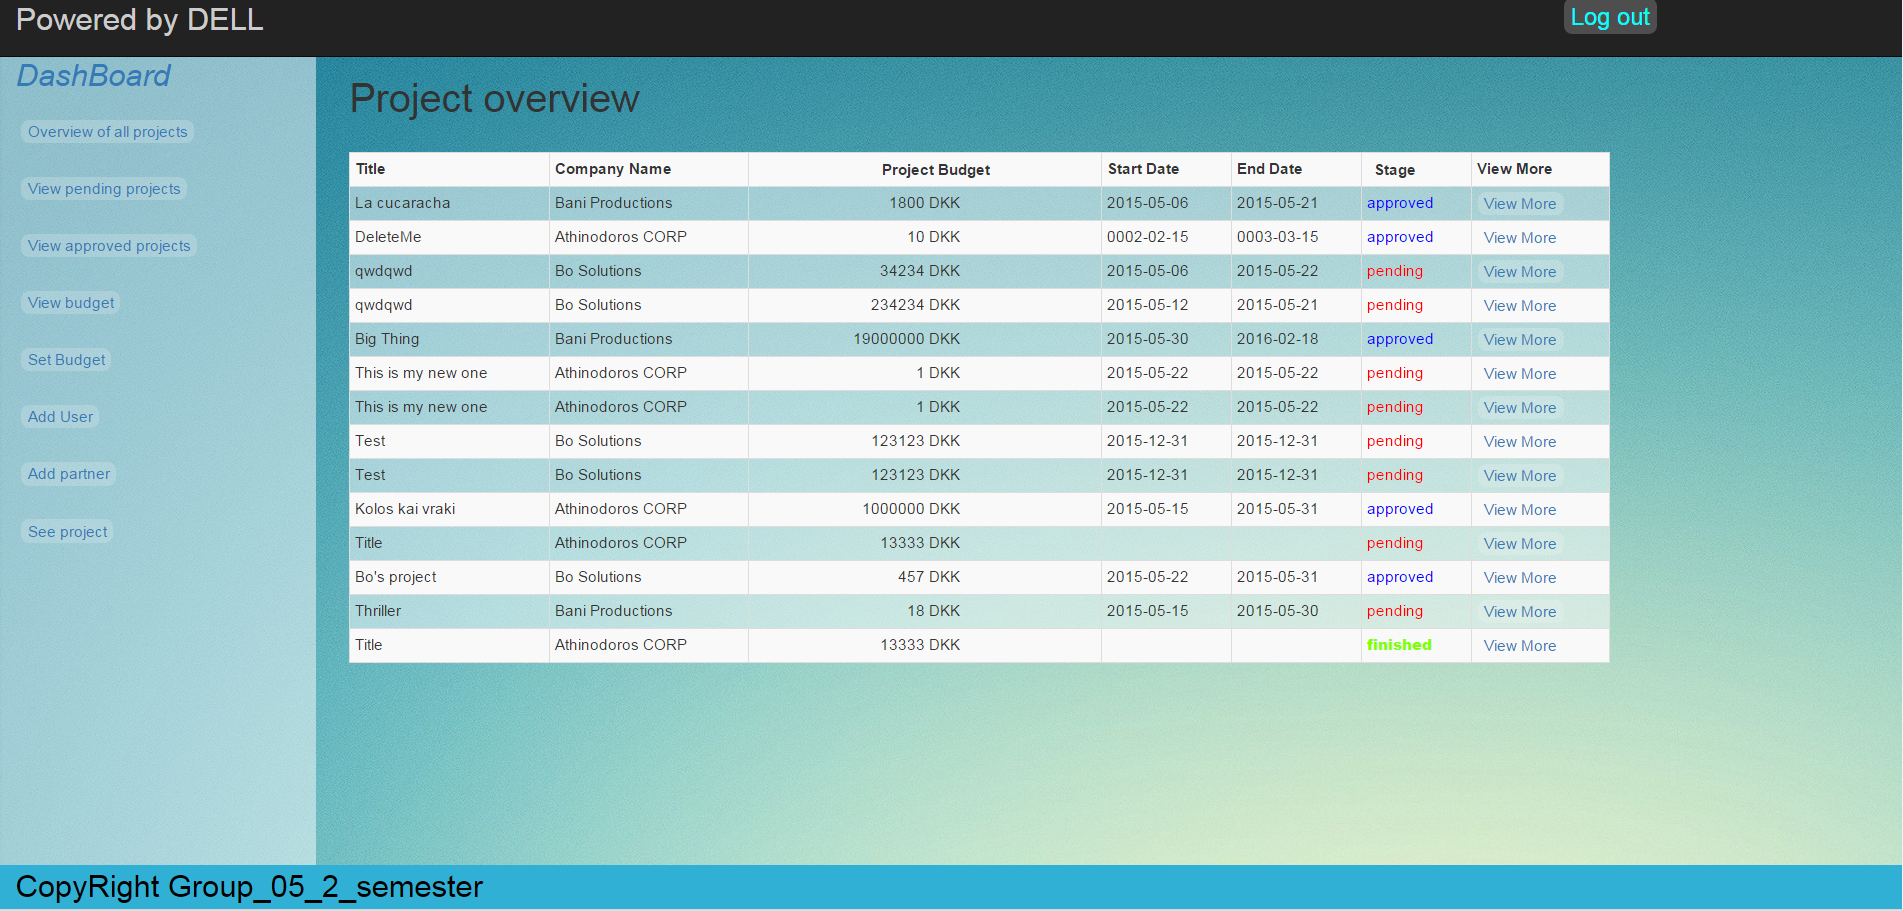 Powered by DELL Log out
DashBoard
Overview of all projects
View pending projects
View approved projects
View budget
Set Budget
Add User
Add partner
See project
Project overview
Title Company Name Project Budget Start Date End Date Stage View More
La cucaracha Bani Productions 1800 DKK 2015-05-06 2015-05-21 approved View More
DeleteMe Athinodoros CORP 10 DKK 0002-02-15 0003-03-15 approved View More
qwdqwd Bo Solutions 34234 DKK 2015-05-06 2015-05-22 pending View More
qwdqwd Bo Solutions 234234 DKK 2015-05-12 2015-05-21 pending View More
Big Thing Bani Productions 19000000 DKK 2015-05-30 2016-02-18 approved View More
This is my new one Athinodoros CORP 1 DKK 2015-05-22 2015-05-22 pending View More
This is my new one Athinodoros CORP 1 DKK 2015-05-22 2015-05-22 pending View More
Test Bo Solutions 123123 DKK 2015-12-31 2015-12-31 pending View More
Test Bo Solutions 123123 DKK 2015-12-31 2015-12-31 pending View More
Kolos kai vraki Athinodoros CORP 1000000 DKK 2015-05-15 2015-05-31 approved View More
Title Athinodoros CORP 13333 DKK pending View More
Bo's project Bo Solutions 457 DKK 2015-05-22 2015-05-31 approved View More
Thriller Bani Productions 18 DKK 2015-05-15 2015-05-30 pending View More
Title Athinodoros CORP 13333 DKK finished View More
CopyRight Group_05_2_semester